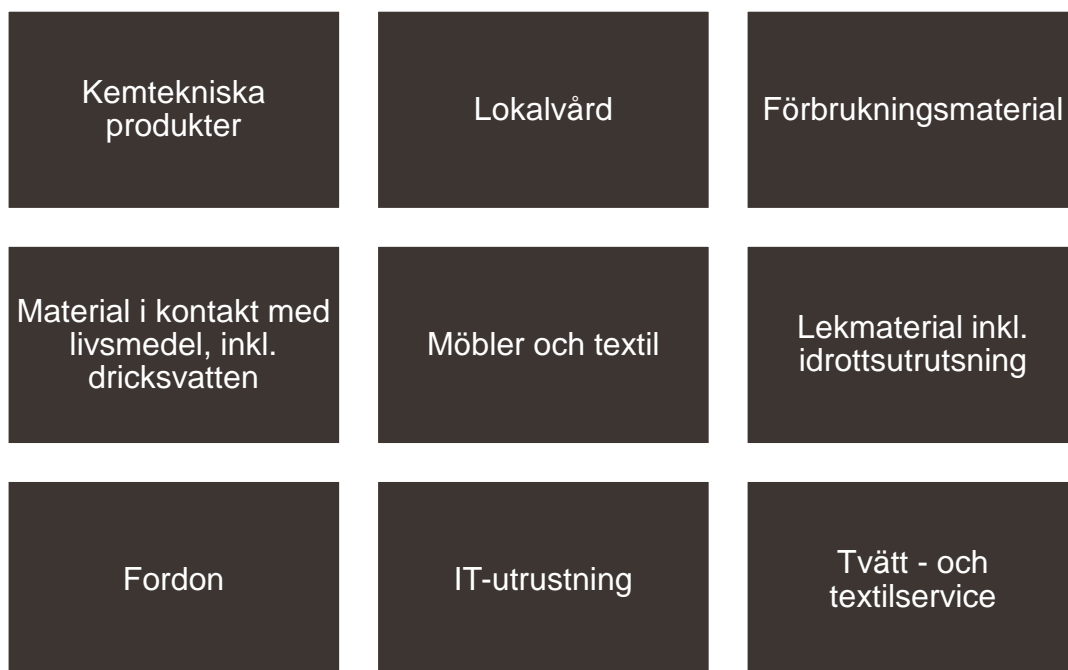 Kemtekniska
produkter
Lokalvård
Förbrukningsmaterial
Material i kontakt med
livsmedel, inkl.
dricksvatten
Möbler och textil
Lekmaterial inkl.
idrottsutrutsning
Fordon
IT-utrustning
Tvätt - och
textilservice